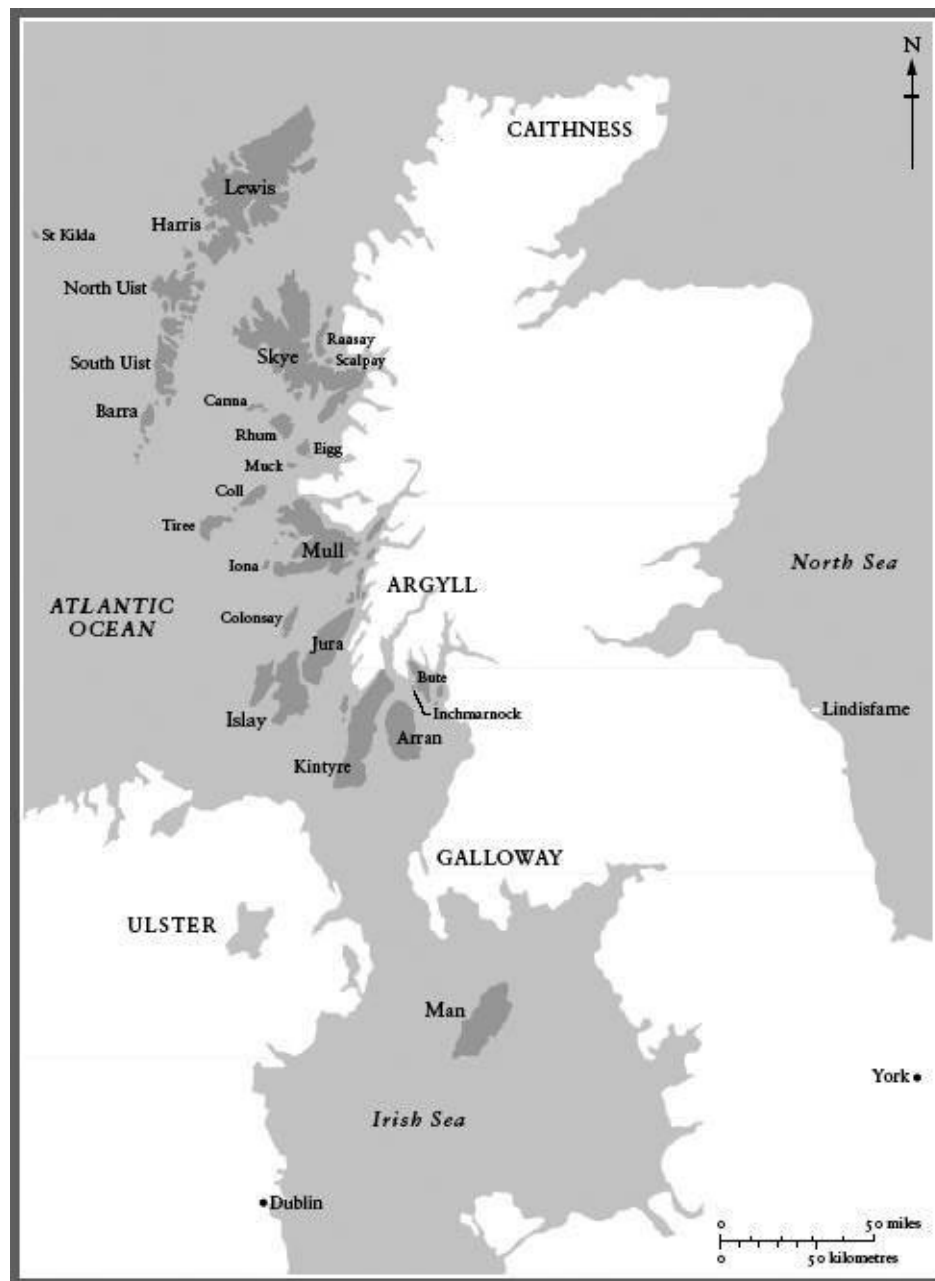 N
CAITHNESS
Lewis
Harris
St Kilda
North Uist
Raasay
Skye
Scalpay
South Uist
Canna
Barra
Rhum
Eigg
Muck
Coll
Tiree
Mull
Iona
North Sea
ARGYLL
ATLANTIC
OCEAN
Colonsay
Jura
Bute
Inchmarnock
Islay
Lindisfarne
Arran
Kintyre
GALLOWAY
ULSTER
Man
York
Irish Sea
Dublin
0 50 miles
0 50 kilometres